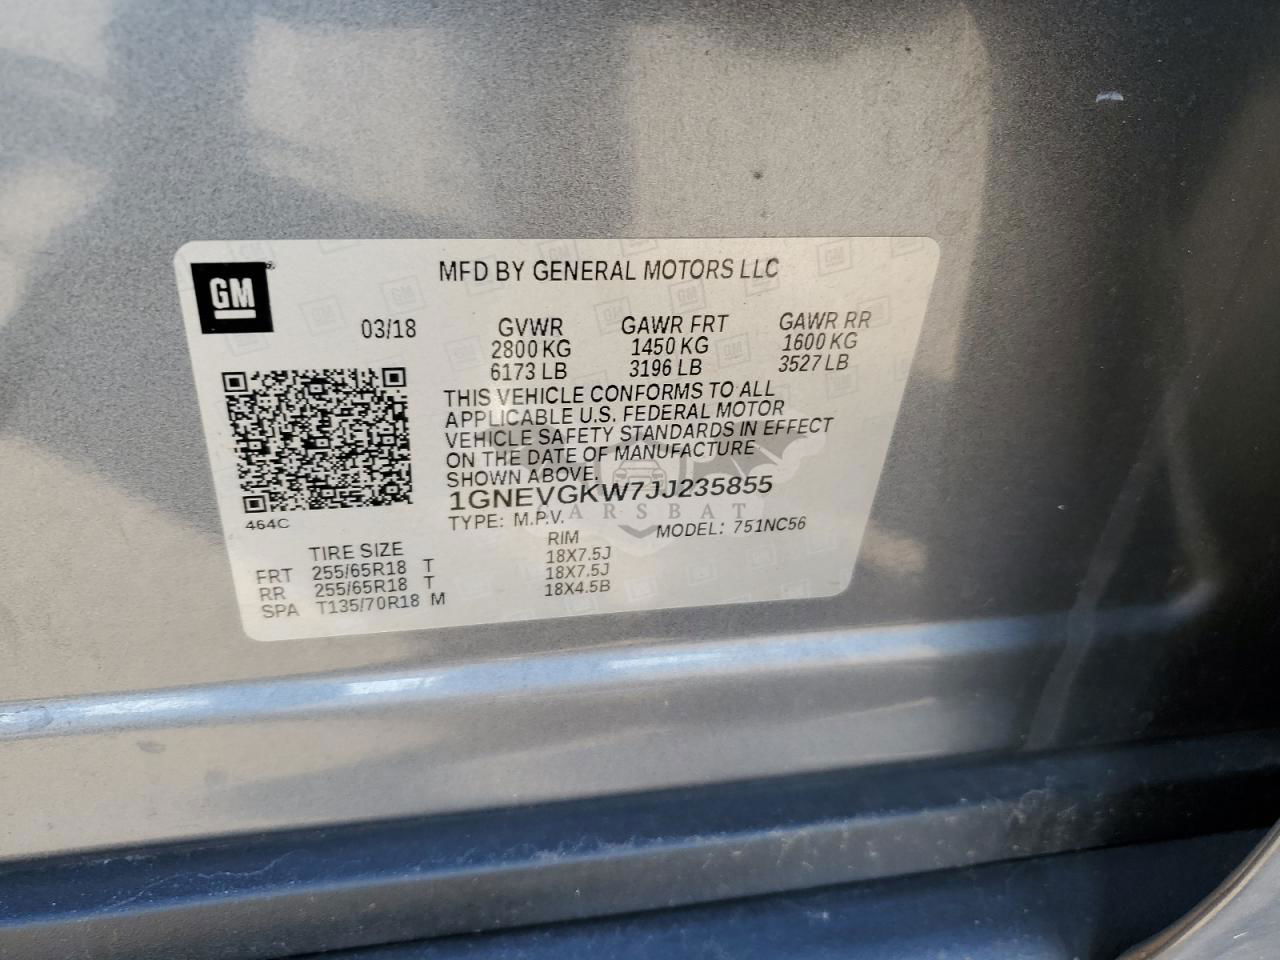 GM
MFD BY GENERAL MOTORS LLC
03/18
GVWR GAWR FRT GAWR RR
2800 KG 1450 KG 1600 KG
6173 LB 3196 LB 3527 LB
THIS VEHICLE CONFORMS TO ALL
APPLICABLE U.S. FEDERAL MOTOR
VEHICLE SAFETY STANDARDS IN EFFECT
ON THE DATE OF MANUFACTURE
SHOWN ABOVE.
1GNEVGKW7JJ235855
CARSBAT
464C
TYPE: M.P.V. MODEL: 751NC56
TIRE SIZE RIM
FRT 255/65R18 T 18X7.5J
RR 255/65R18 T 18X7.5J
SPA T135/70R18 M 18X4.5B